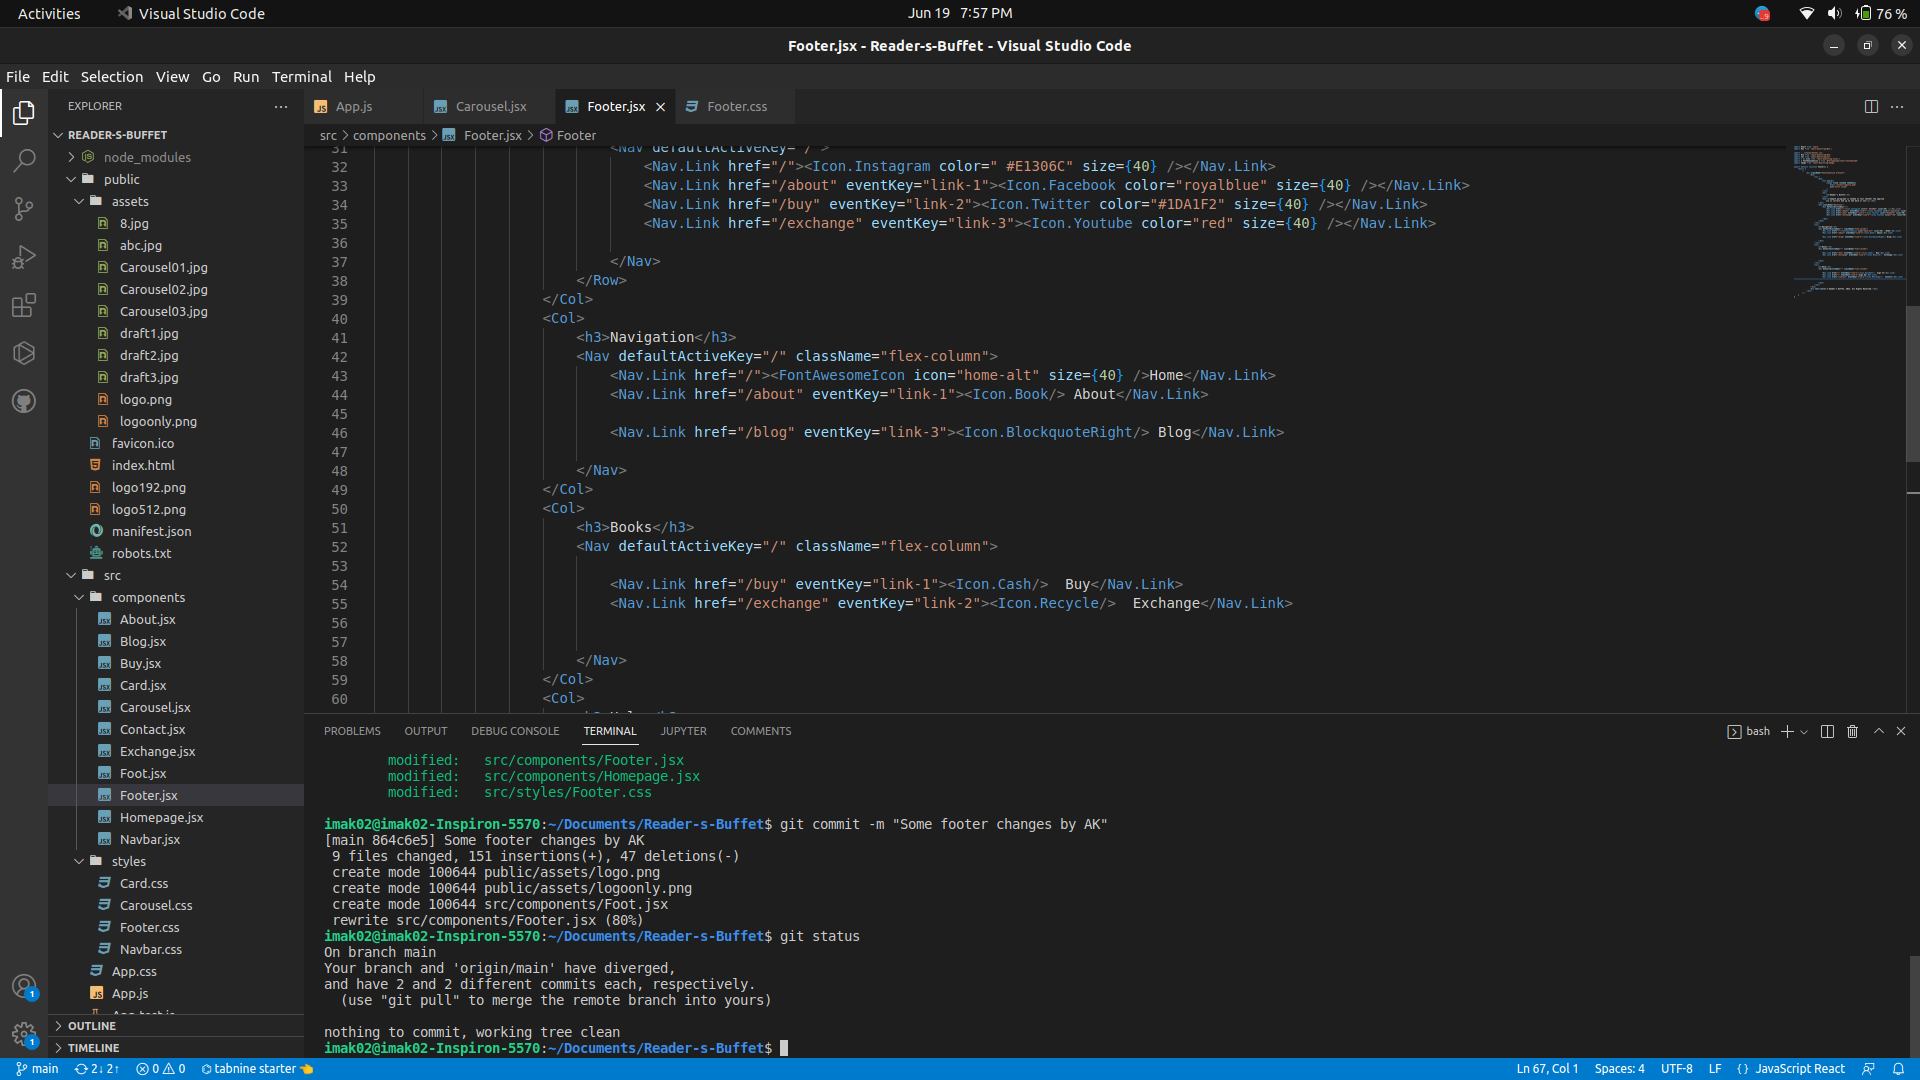 Activities
Visual Studio Code
Jun 19 7:57 PM
76 %
Footer.jsx - Reader-s-Buffet - Visual Studio Code
File Edit Selection View Go Run Terminal Help
EXPLORER
READER-S-BUFFET
node_modules
public
assets
8.jpg
abc.jpg
Carousel01.jpg
Carousel02.jpg
Carousel03.jpg
draft1.jpg
draft2.jpg
draft3.jpg
logo.png
logoonly.png
favicon.ico
index.html
logo192.png
logo512.png
manifest.json
robots.txt
src
components
About.jsx
Blog.jsx
Buy.jsx
Card.jsx
Carousel.jsx
Contact.jsx
Exchange.jsx
Foot.jsx
Footer.jsx
Homepage.jsx
Navbar.jsx
styles
Card.css
Carousel.css
Footer.css
Navbar.css
App.css
App.js
App.test.js
OUTLINE
TIMELINE
App.js Carousel.jsx Footer.jsx Footer.css
src > components > Footer.jsx > Footer
31 <Nav defaultActiveKey="/">
32 <Nav.Link href="/"><Icon.Instagram color=" #E1306C" size={40} /></Nav.Link>
33 <Nav.Link href="/about" eventKey="link-1"><Icon.Facebook color="royalblue" size={40} /></Nav.Link>
34 <Nav.Link href="/buy" eventKey="link-2"><Icon.Twitter color="#1DA1F2" size={40} /></Nav.Link>
35 <Nav.Link href="/exchange" eventKey="link-3"><Icon.Youtube color="red" size={40} /></Nav.Link>
36
37 </Nav>
38 </Row>
39 </Col>
40 <Col>
41 <h3>Navigation</h3>
42 <Nav defaultActiveKey="/" className="flex-column">
43 <Nav.Link href="/"><FontAwesomeIcon icon="home-alt" size={40} />Home</Nav.Link>
44 <Nav.Link href="/about" eventKey="link-1"><Icon.Book/> About</Nav.Link>
45
46 <Nav.Link href="/blog" eventKey="link-3"><Icon.BlockquoteRight/> Blog</Nav.Link>
47
48 </Nav>
49 </Col>
50 <Col>
51 <h3>Books</h3>
52 <Nav defaultActiveKey="/" className="flex-column">
53
54 <Nav.Link href="/buy" eventKey="link-1"><Icon.Cash/>  Buy</Nav.Link>
55 <Nav.Link href="/exchange" eventKey="link-2"><Icon.Recycle/>  Exchange</Nav.Link>
56
57
58 </Nav>
59 </Col>
60 <Col>
PROBLEMS OUTPUT DEBUG CONSOLE TERMINAL JUPYTER COMMENTS
bash
modified:   src/components/Footer.jsx
modified:   src/components/Homepage.jsx
modified:   src/styles/Footer.css
imak02@imak02-Inspiron-5570:~/Documents/Reader-s-Buffet$ git commit -m "Some footer changes by AK"
[main 864c6e5] Some footer changes by AK
9 files changed, 151 insertions(+), 47 deletions(-)
create mode 100644 public/assets/logo.png
create mode 100644 public/assets/logoonly.png
create mode 100644 src/components/Foot.jsx
rewrite src/components/Footer.jsx (80%)
imak02@imak02-Inspiron-5570:~/Documents/Reader-s-Buffet$ git status
On branch main
Your branch and 'origin/main' have diverged,
and have 2 and 2 different commits each, respectively.
(use "git pull" to merge the remote branch into yours)
nothing to commit, working tree clean
imak02@imak02-Inspiron-5570:~/Documents/Reader-s-Buffet$
main 2↓ 2↑ 0 0 tabnine starter
Ln 67, Col 1 Spaces: 4 UTF-8 LF {} JavaScript React